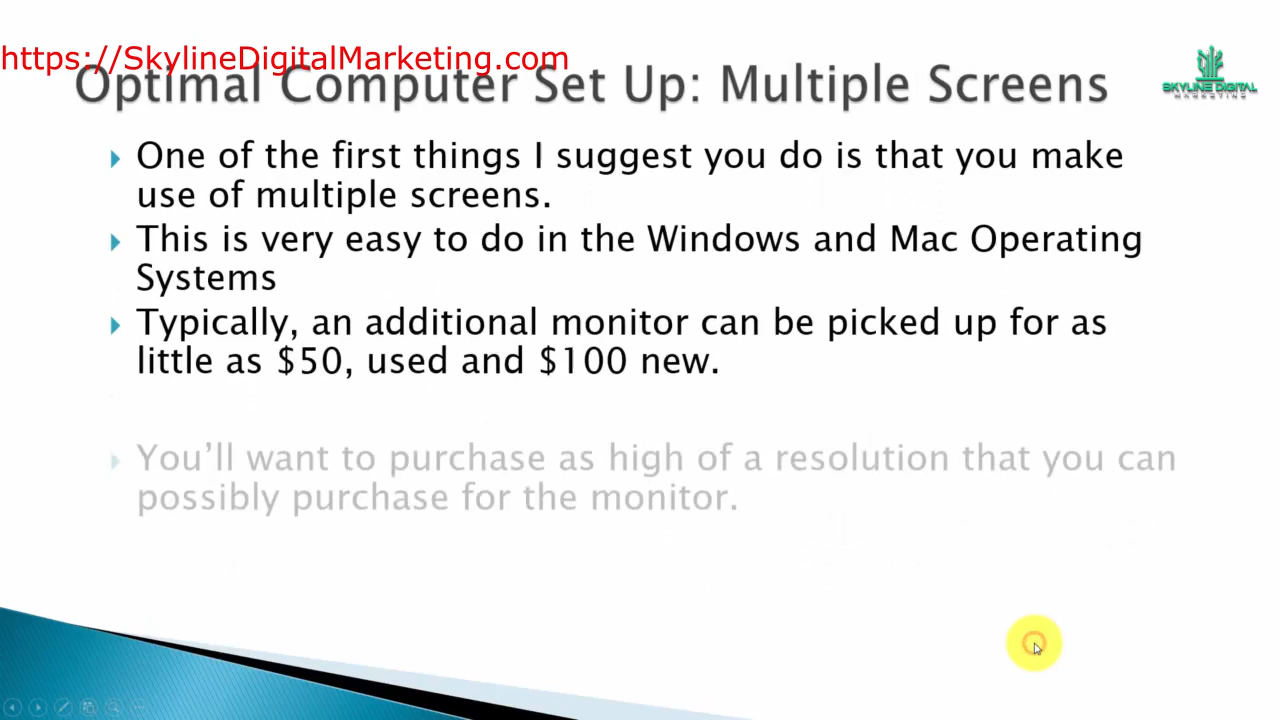 https://SkylineDigitalMarketing.com
Optimal Computer Set Up: Multiple Screens
SKYLINE DIGITAL
MARKETING
One of the first things I suggest you do is that you make
use of multiple screens.
This is very easy to do in the Windows and Mac Operating
Systems
Typically, an additional monitor can be picked up for as
little as $50, used and $100 new.
You’ll want to purchase as high of a resolution that you can
possibly purchase for the monitor.